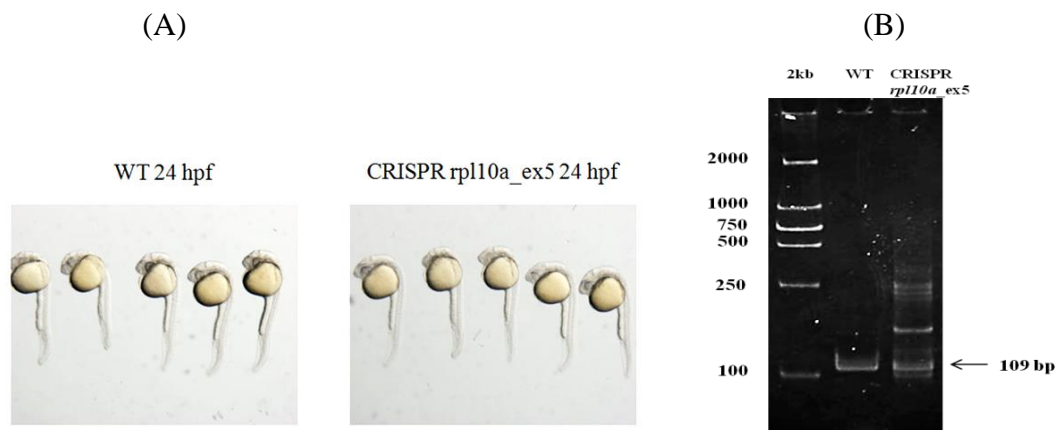 (A)
WT 24 hpf
CRISPR rpl10a_ex5 24 hpf
(B)
2kb WT CRISPR
rpl10a_ex5
2000
1000
750
500
250
100
109 bp